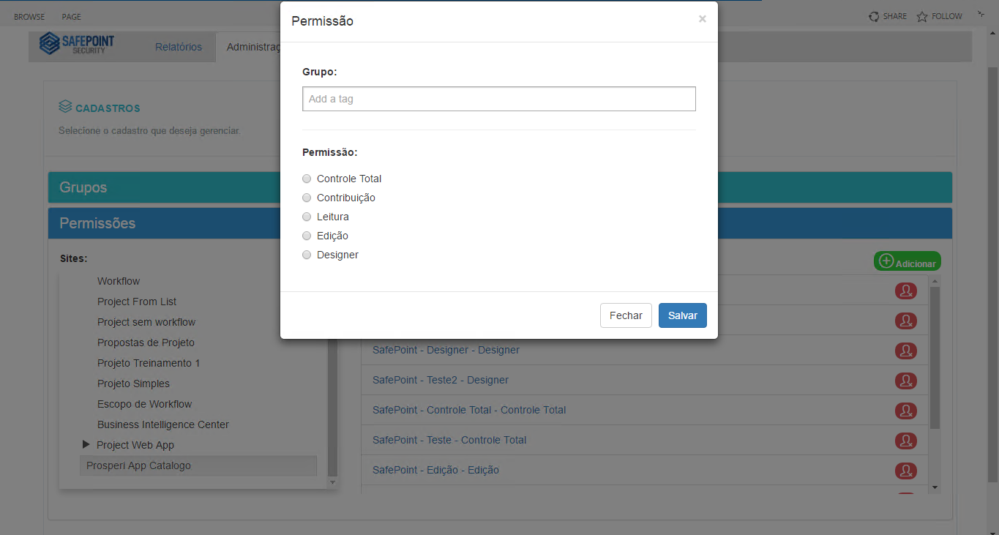 BROWSE PAGE SHARE FOLLOW
SAFEPOINT
SECURITY
Relatórios Administraç
Permissão ×
CADASTROS
Selecione o cadastro que deseja gerenciar.
Grupo:
Add a tag
Permissão:
Controle Total
Contribuição
Leitura
Edição
Designer
Fechar Salvar
Grupos
Permissões
Sites:
Workflow
Project From List
Project sem workflow
Propostas de Projeto
Projeto Treinamento 1
Projeto Simples
Escopo de Workflow
Business Intelligence Center
Project Web App
Prosperi App Catalogo
Adicionar
SafePoint - Designer - Designer
SafePoint - Teste2 - Designer
SafePoint - Controle Total - Controle Total
SafePoint - Teste - Controle Total
SafePoint - Edição - Edição